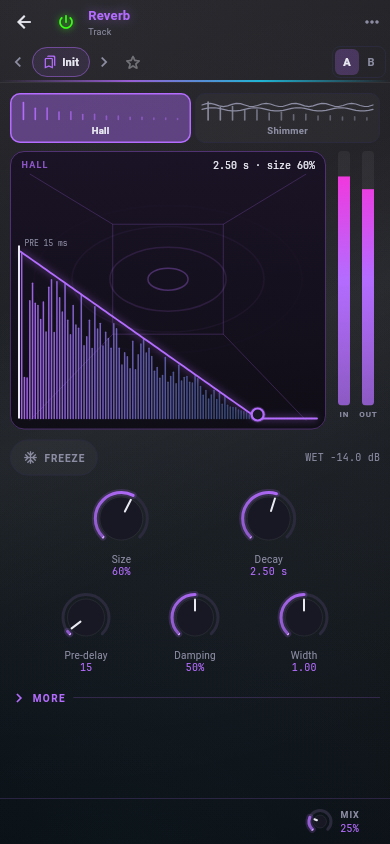 Reverb
Track
Init
A
B
Hall
Shimmer
HALL
2.50 s · size 60%
PRE 15 ms
IN
OUT
FREEZE
WET -14.0 dB
Size
60%
Decay
2.50 s
Pre-delay
15
Damping
50%
Width
1.00
MORE
MIX
25%